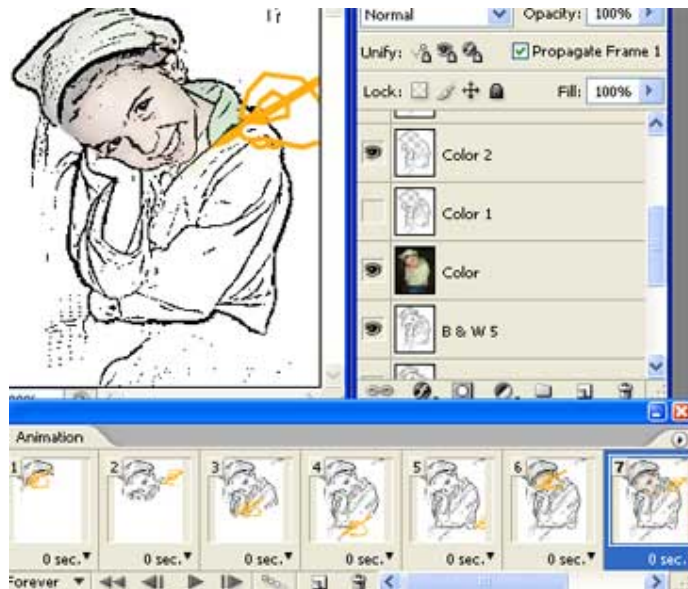 Normal Opacity: 100%
Unify: Propagate Frame 1
Lock: Fill: 100%
Color 2
Color 1
Color
B & W 5
Animation
1 2 3 4 5 6 7
0 sec. 0 sec. 0 sec. 0 sec. 0 sec. 0 sec. 0 sec.
Forever